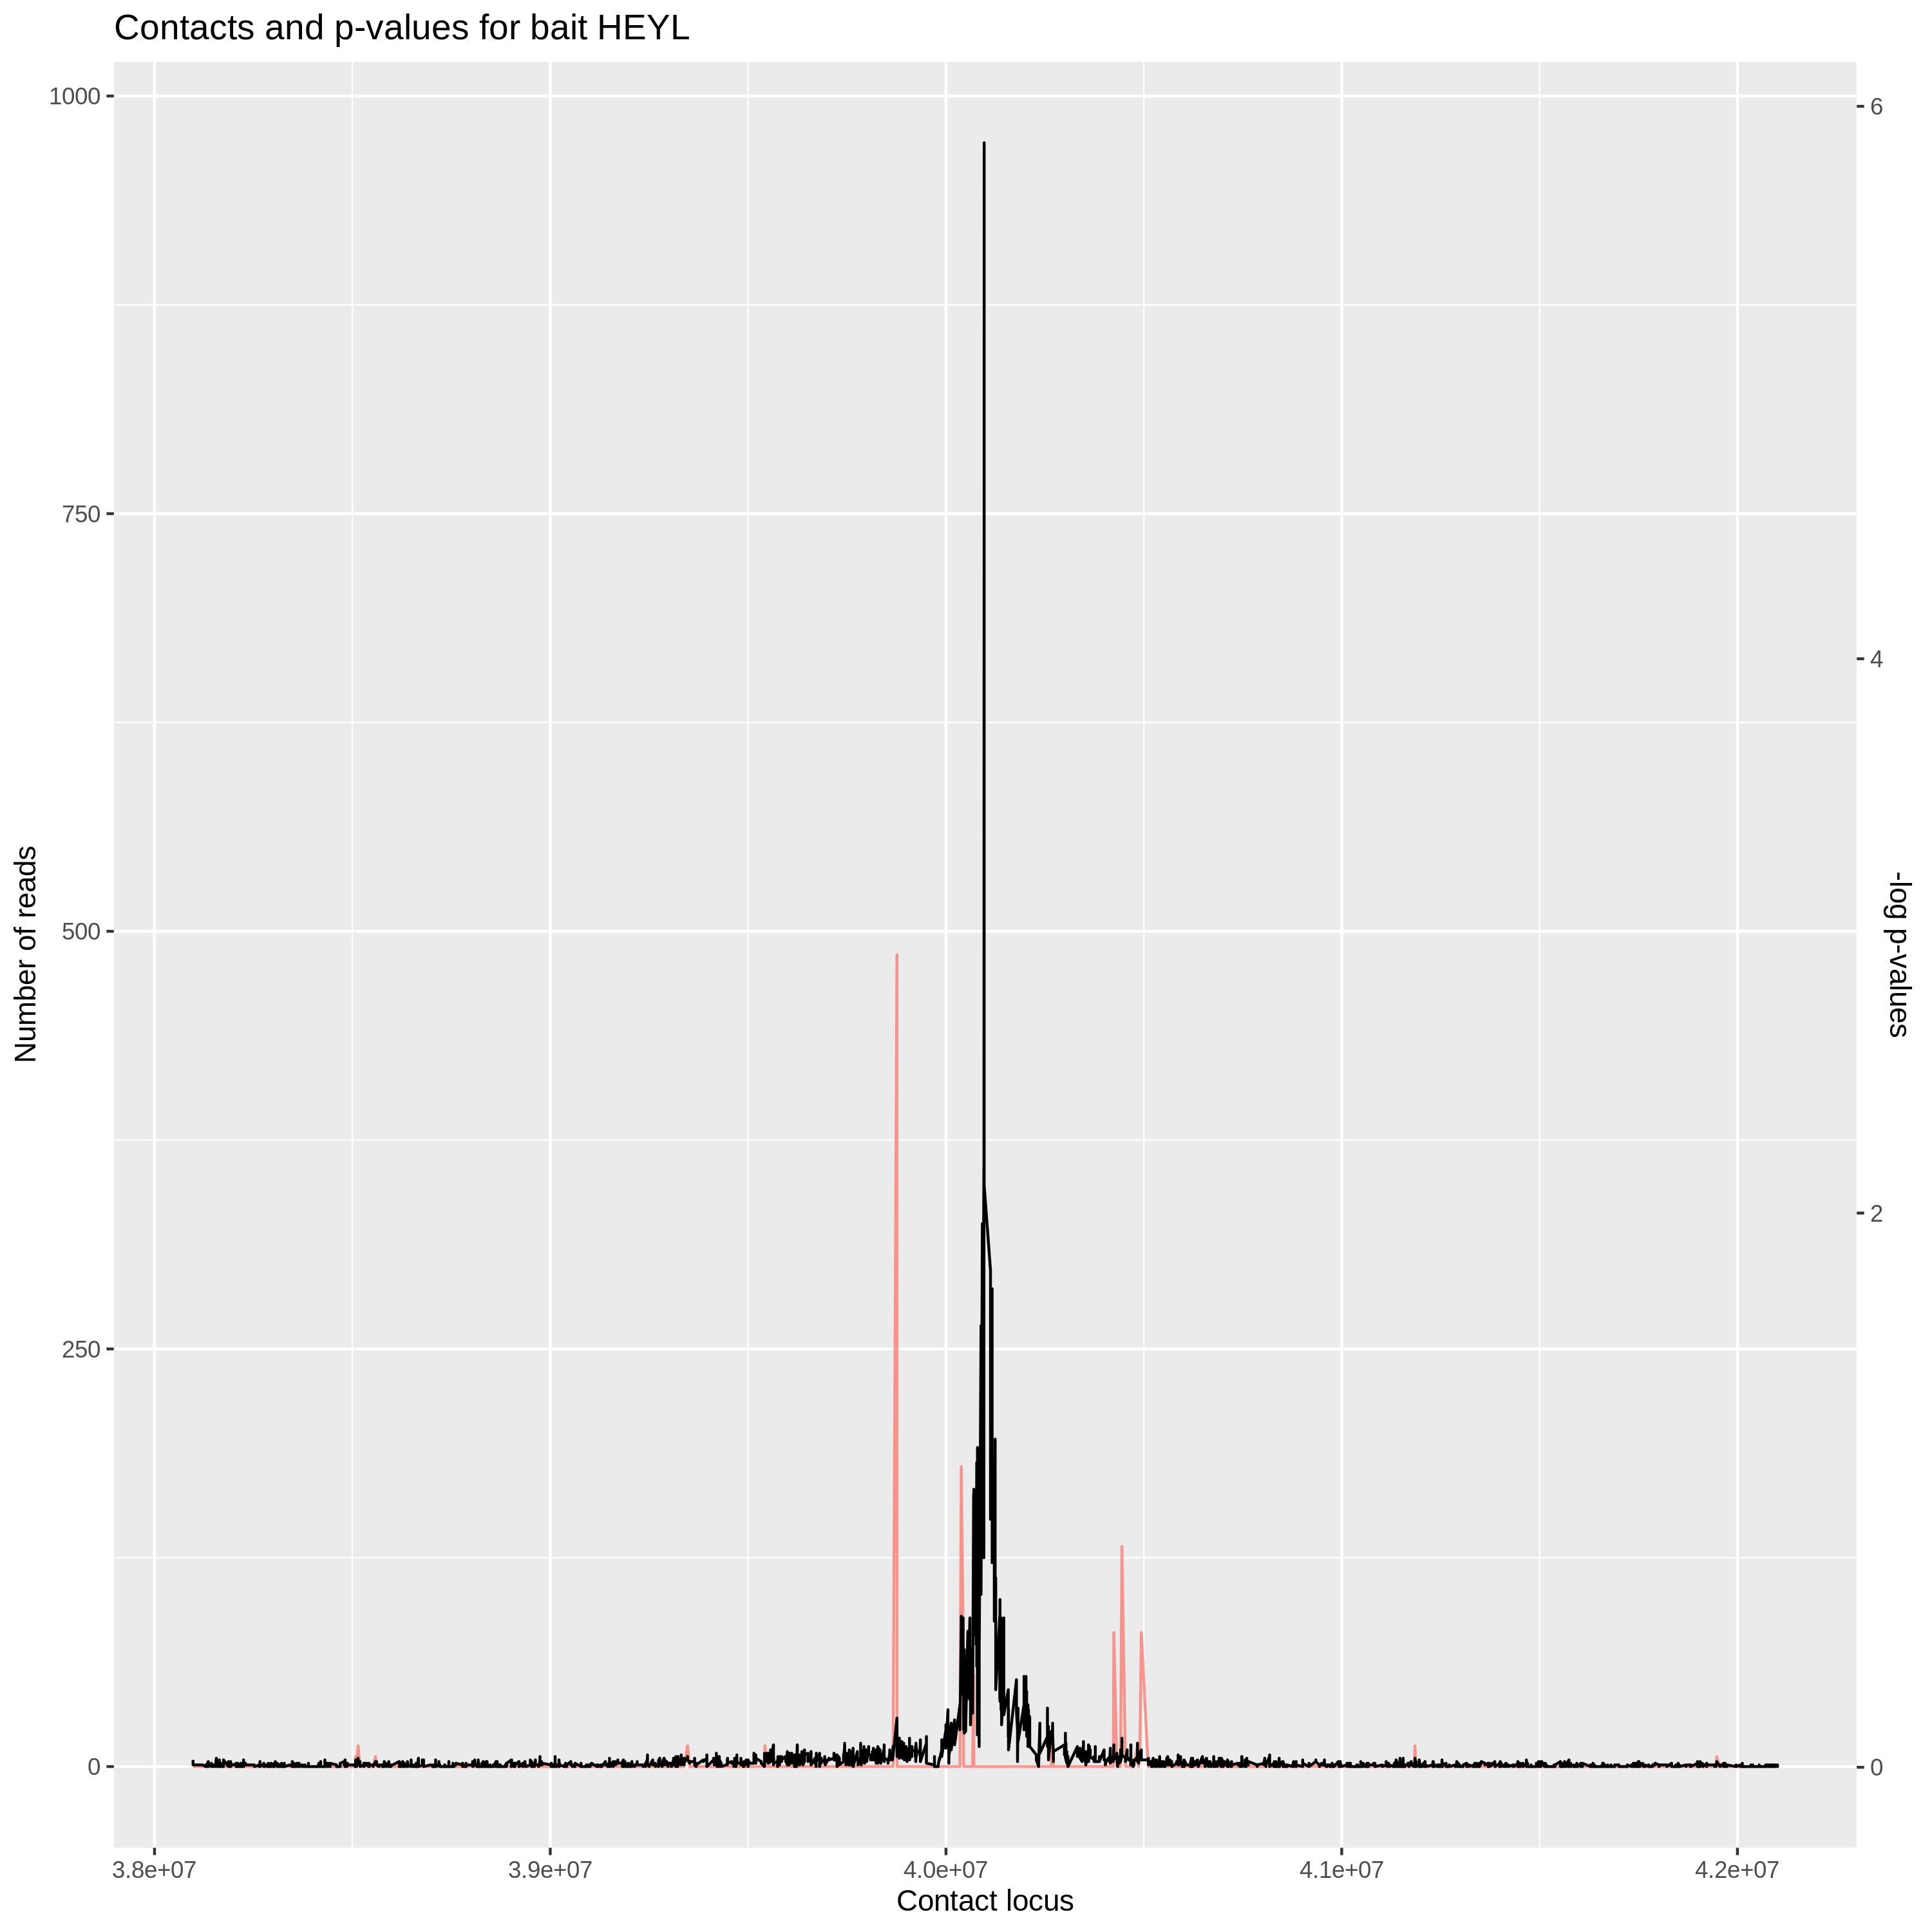 Contacts and p-values for bait HEYL
1000
750
500
250
0
Number of reads
6
4
2
0
-log p-values
3.8e+07
3.9e+07
4.0e+07
4.1e+07
4.2e+07
Contact locus